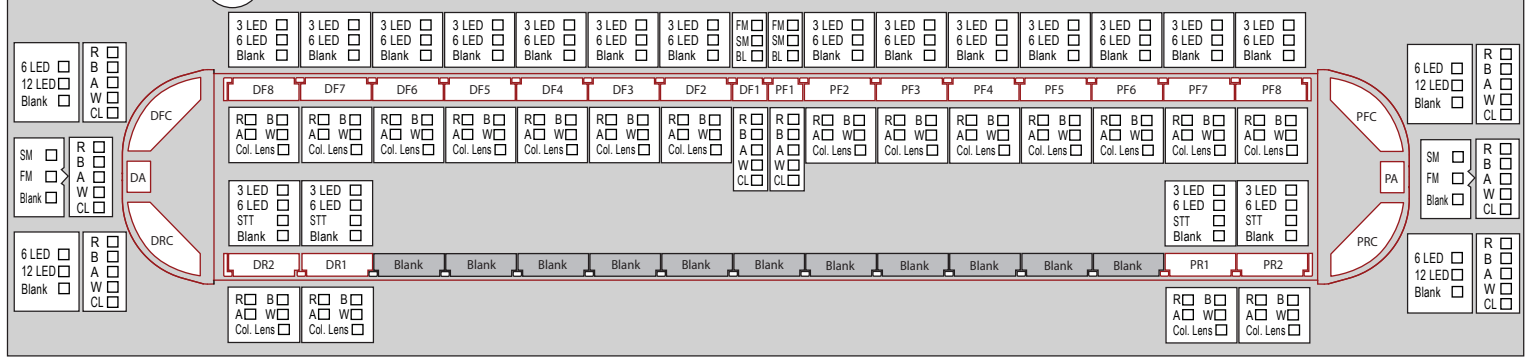 3 LED 3 LED 3 LED 3 LED 3 LED 3 LED 3 LED FM FM 3 LED 3 LED 3 LED 3 LED 3 LED 3 LED 3 LED
6 LED 6 LED 6 LED 6 LED 6 LED 6 LED 6 LED SM SM 6 LED 6 LED 6 LED 6 LED 6 LED 6 LED 6 LED
Blank Blank Blank Blank Blank Blank Blank BL BL Blank Blank Blank Blank Blank Blank Blank
6 LED
12 LED
Blank
R
B
A
W
CL
DFC
DF8 DF7 DF6 DF5 DF4 DF3 DF2 DF1 PF1 PF2 PF3 PF4 PF5 PF6 PF7 PF8
PFC
6 LED
12 LED
Blank
R
B
A
W
CL
R B R B R B R B R B R B R B R R R B R B R B R B R B R B R B
A W A W A W A W A W A W A W B B A W A W A W A W A W A W A W
Col. Lens Col. Lens Col. Lens Col. Lens Col. Lens Col. Lens Col. Lens A A Col. Lens Col. Lens Col. Lens Col. Lens Col. Lens Col. Lens Col. Lens
W W
CL CL
SM
FM
Blank
R
B
A
W
CL
DA
PA
SM
FM
Blank
R
B
A
W
CL
3 LED 3 LED 3 LED 3 LED
6 LED 6 LED 6 LED 6 LED
STT STT STT STT
Blank Blank Blank Blank
6 LED
12 LED
Blank
R
B
A
W
CL
DRC
DR2 DR1 Blank Blank Blank Blank Blank Blank Blank Blank Blank Blank Blank PR1 PR2
PRC
6 LED
12 LED
Blank
R
B
A
W
CL
R B R B R B R B
A W A W A W A W
Col. Lens Col. Lens Col. Lens Col. Lens